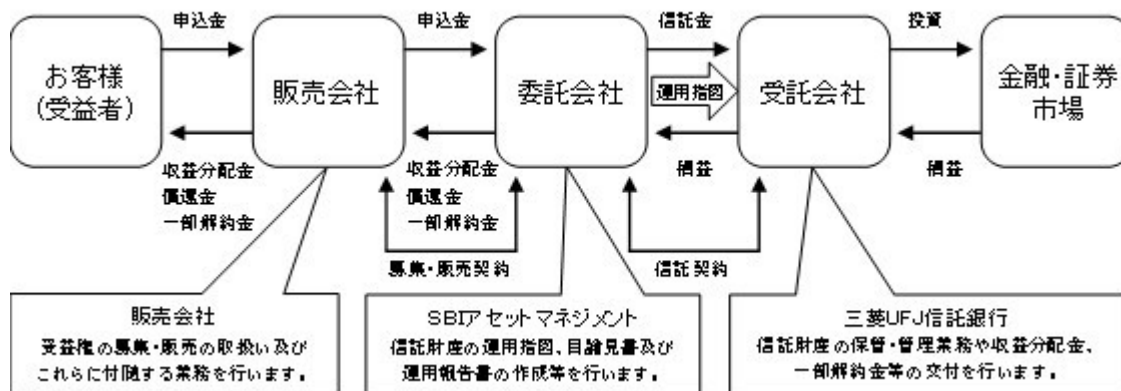 申込金
申込金
信託金
投資
お客様
(受益者)
販売会社
委託会社
運用指図
受託会社
金融・証券
市場
収益分配金
償還金
一部解約金
収益分配金
償還金
一部解約金
損益
損益
募集・販売契約
信託契約
販売会社
受益権の募集・販売の取扱い及び
これらに付随する業務を行います。
SBIアセットマネジメント
信託財産の運用指図、目論見書及び
運用報告書の作成等を行います。
三菱UFJ信託銀行
信託財産の保管・管理業務や収益分配金、
一部解約金等の交付を行います。